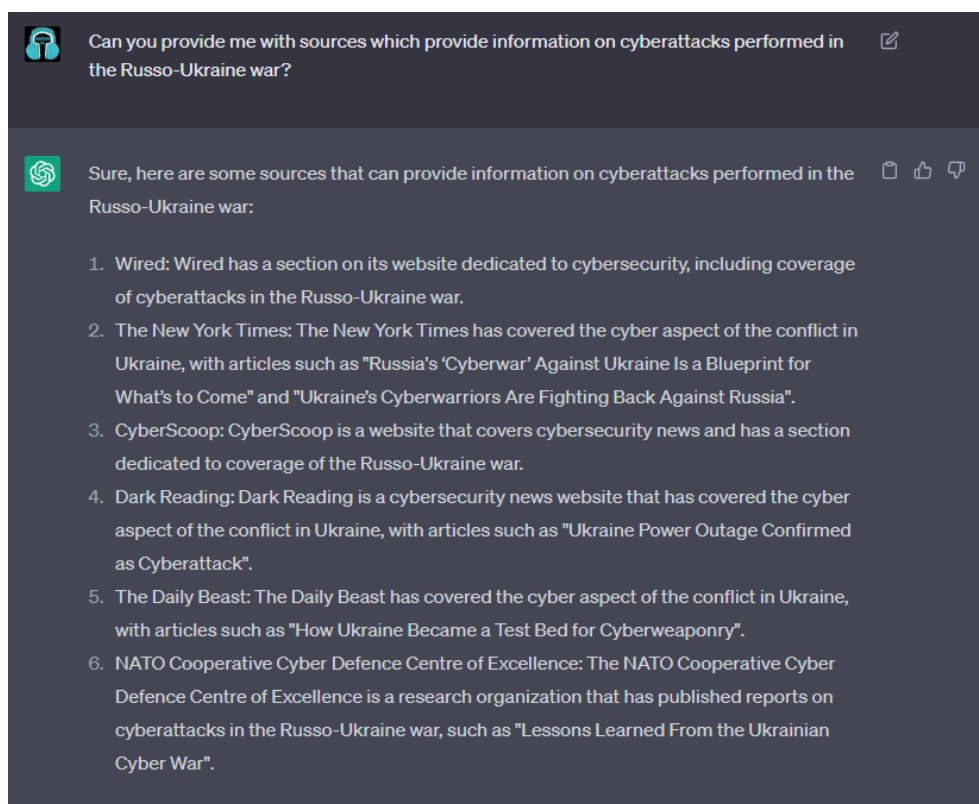 Can you provide me with sources which provide information on cyberattacks performed in
the Russo-Ukraine war?
Sure, here are some sources that can provide information on cyberattacks performed in the
Russo-Ukraine war:
1. Wired: Wired has a section on its website dedicated to cybersecurity, including coverage
of cyberattacks in the Russo-Ukraine war.
2. The New York Times: The New York Times has covered the cyber aspect of the conflict in
Ukraine, with articles such as "Russia's ‘Cyberwar’ Against Ukraine Is a Blueprint for
What’s to Come" and "Ukraine’s Cyberwarriors Are Fighting Back Against Russia".
3. CyberScoop: CyberScoop is a website that covers cybersecurity news and has a section
dedicated to coverage of the Russo-Ukraine war.
4. Dark Reading: Dark Reading is a cybersecurity news website that has covered the cyber
aspect of the conflict in Ukraine, with articles such as "Ukraine Power Outage Confirmed
as Cyberattack".
5. The Daily Beast: The Daily Beast has covered the cyber aspect of the conflict in Ukraine,
with articles such as "How Ukraine Became a Test Bed for Cyberweaponry".
6. NATO Cooperative Cyber Defence Centre of Excellence: The NATO Cooperative Cyber
Defence Centre of Excellence is a research organization that has published reports on
cyberattacks in the Russo-Ukraine war, such as "Lessons Learned From the Ukrainian
Cyber War".